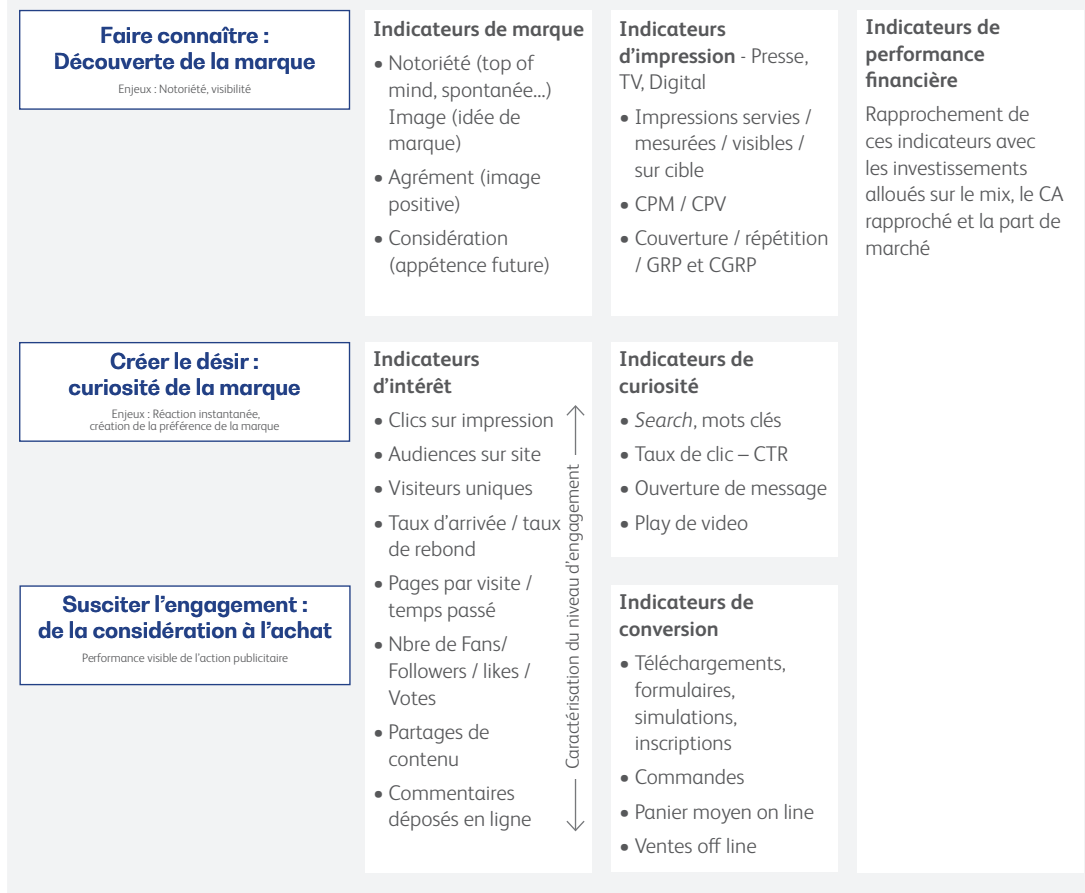 Faire connaître :
Découverte de la marque
Enjeux : Notoriété, visibilité
Indicateurs de marque
• Notoriété (top of
mind, spontanée...)
Image (idée de
marque)
• Agrément (image
positive)
• Considération
(appétence future)
Indicateurs
d'impression - Presse,
TV, Digital
• Impressions servies /
mesurées / visibles /
sur cible
• CPM / CPV
• Couverture / répétition
/ GRP et CGRP
Indicateurs de
performance
financière
Rapprochement de
ces indicateurs avec
les investissements
alloués sur le mix, le CA
rapproché et la part de
marché
Créer le désir :
curiosité de la marque
Enjeux : Réaction instantanée,
création de la préférence de la marque
Indicateurs
d'intérêt
• Clics sur impression
• Audiences sur site
• Visiteurs uniques
• Taux d'arrivée / taux
de rebond
• Pages par visite /
temps passé
• Nbre de Fans/
Followers / likes /
Votes
• Partages de
contenu
• Commentaires
déposés en ligne
Caractérisation du niveau d'engagement
Indicateurs de
curiosité
• Search, mots clés
• Taux de clic – CTR
• Ouverture de message
• Play de video
Susciter l'engagement :
de la considération à l'achat
Performance visible de l'action publicitaire
Indicateurs de
conversion
• Téléchargements,
formulaires,
simulations,
inscriptions
• Commandes
• Panier moyen on line
• Ventes off line